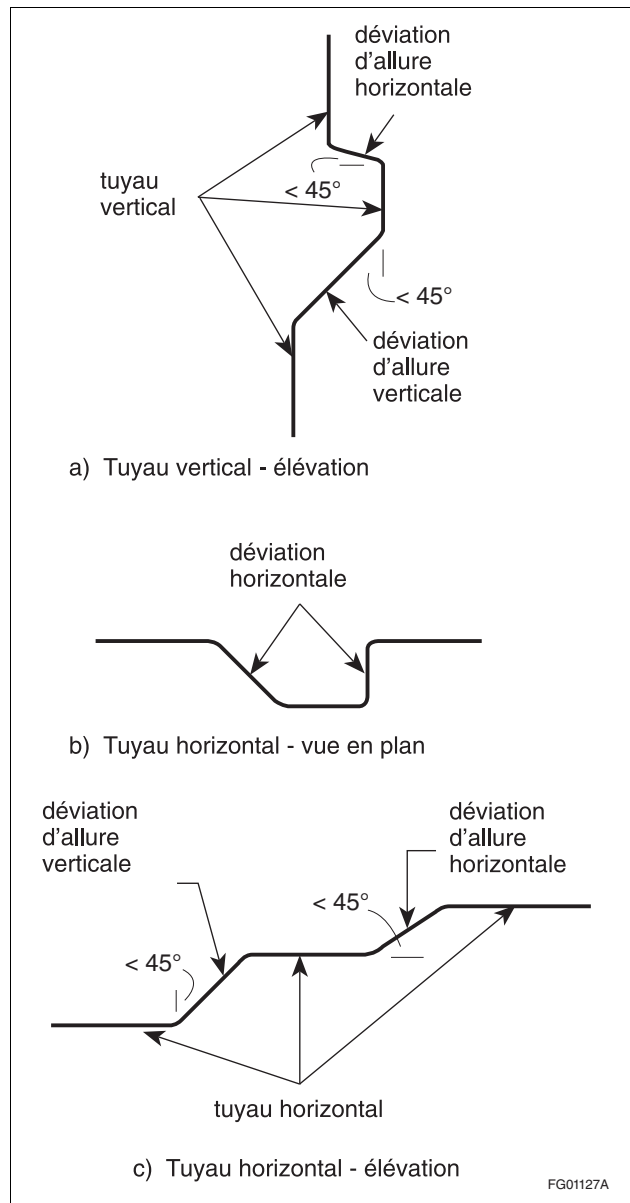 déviation
d'allure
horizontale
tuyau
vertical
< 45°
< 45°
déviation
d'allure
verticale
a) Tuyau vertical - élévation
déviation
horizontale
b) Tuyau horizontal - vue en plan
déviation
d'allure
verticale
déviation
d'allure
horizontale
< 45°
< 45°
tuyau horizontal
c) Tuyau horizontal - élévation
FG01127A